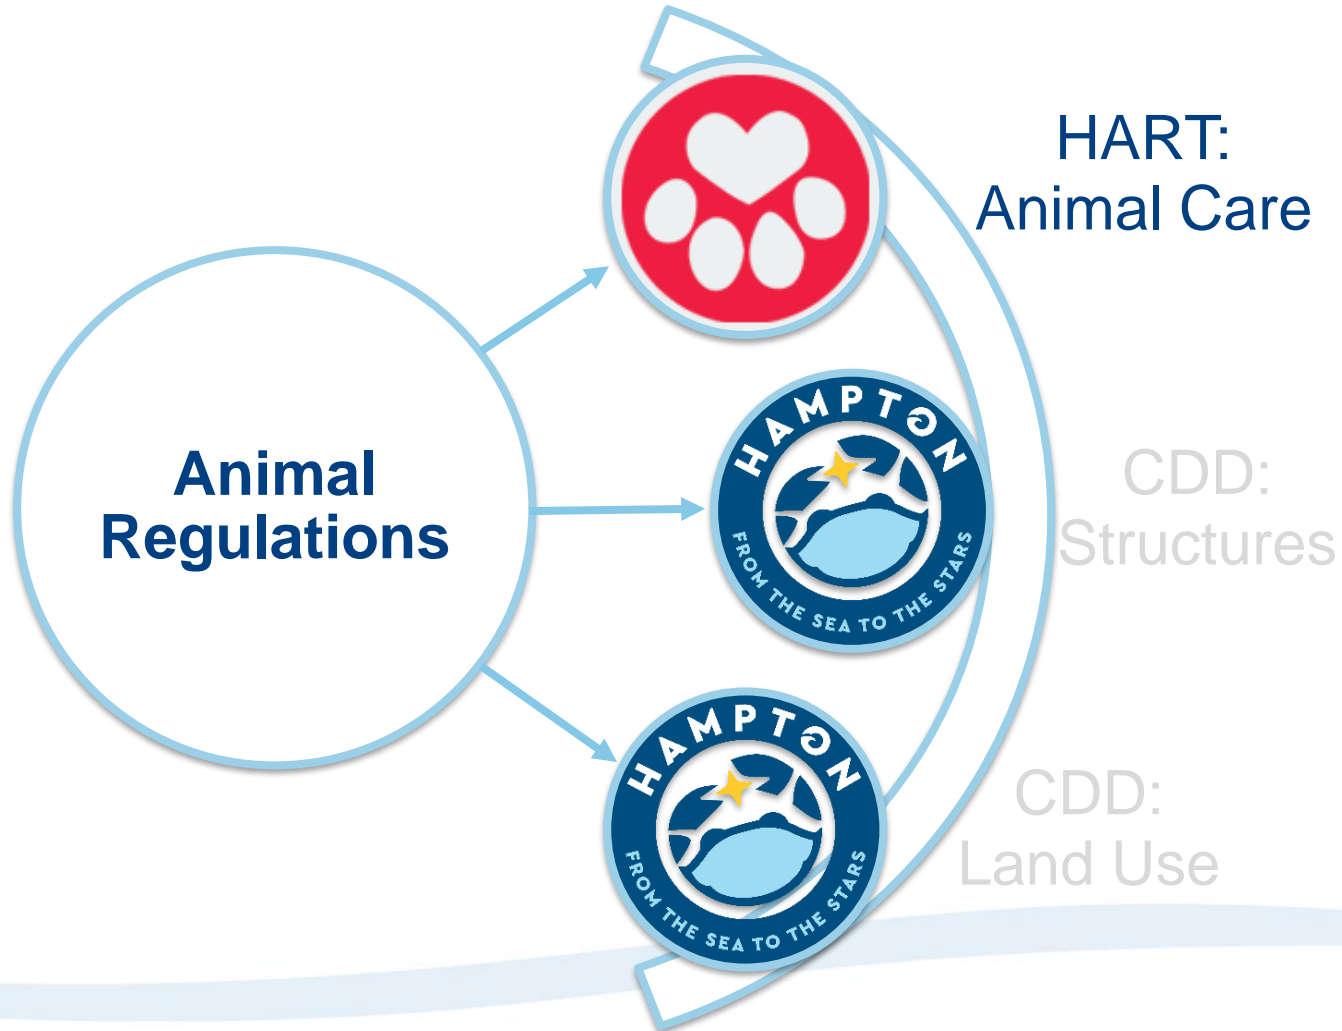 Animal
Regulations
HART:
Animal Care
HAMPTON
FROM THE SEA TO THE STARS
CDD:
Structures
HAMPTON
FROM THE SEA TO THE STARS
CDD:
Land Use